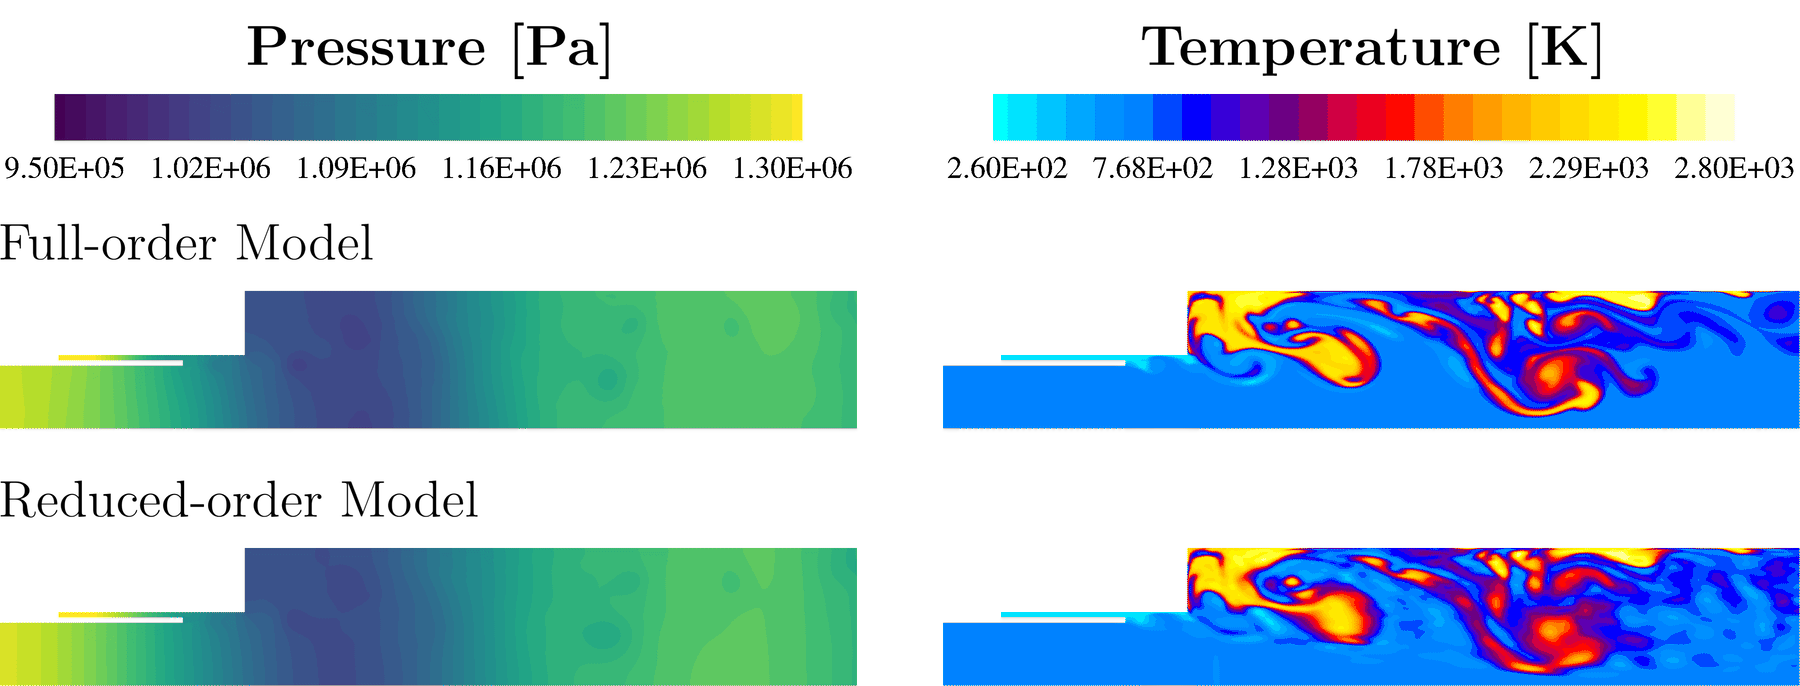 Pressure [Pa]
Temperature [K]
9.50E+05 1.02E+06 1.09E+06 1.16E+06 1.23E+06 1.30E+06
2.60E+02 7.68E+02 1.28E+03 1.78E+03 2.29E+03 2.80E+03
Full-order Model
Reduced-order Model